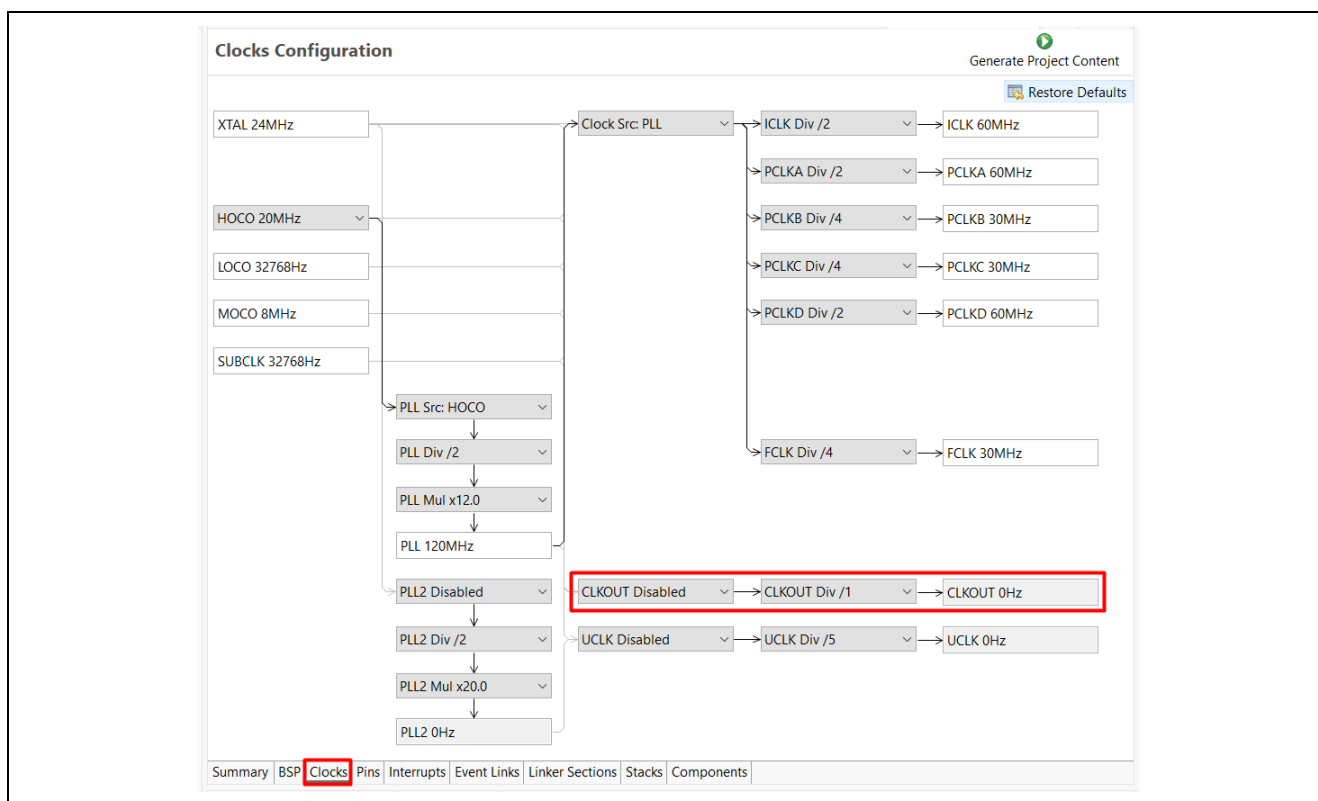 Clocks Configuration
Generate Project Content
Restore Defaults
XTAL 24MHz
Clock Src: PLL
ICLK Div /2
ICLK 60MHz
PCLKA Div /2
PCLKA 60MHz
HOCO 20MHz
PCLKB Div /4
PCLKB 30MHz
LOCO 32768Hz
PCLKC Div /4
PCLKC 30MHz
MOCO 8MHz
PCLKD Div /2
PCLKD 60MHz
SUBCLK 32768Hz
PLL Src: HOCO
PLL Div /2
FCLK Div /4
FCLK 30MHz
PLL Mul x12.0
PLL 120MHz
PLL2 Disabled
CLKOUT Disabled
CLKOUT Div /1
CLKOUT 0Hz
PLL2 Div /2
UCLK Disabled
UCLK Div /5
UCLK 0Hz
PLL2 Mul x20.0
PLL2 0Hz
Summary BSP Clocks Pins Interrupts Event Links Linker Sections Stacks Components